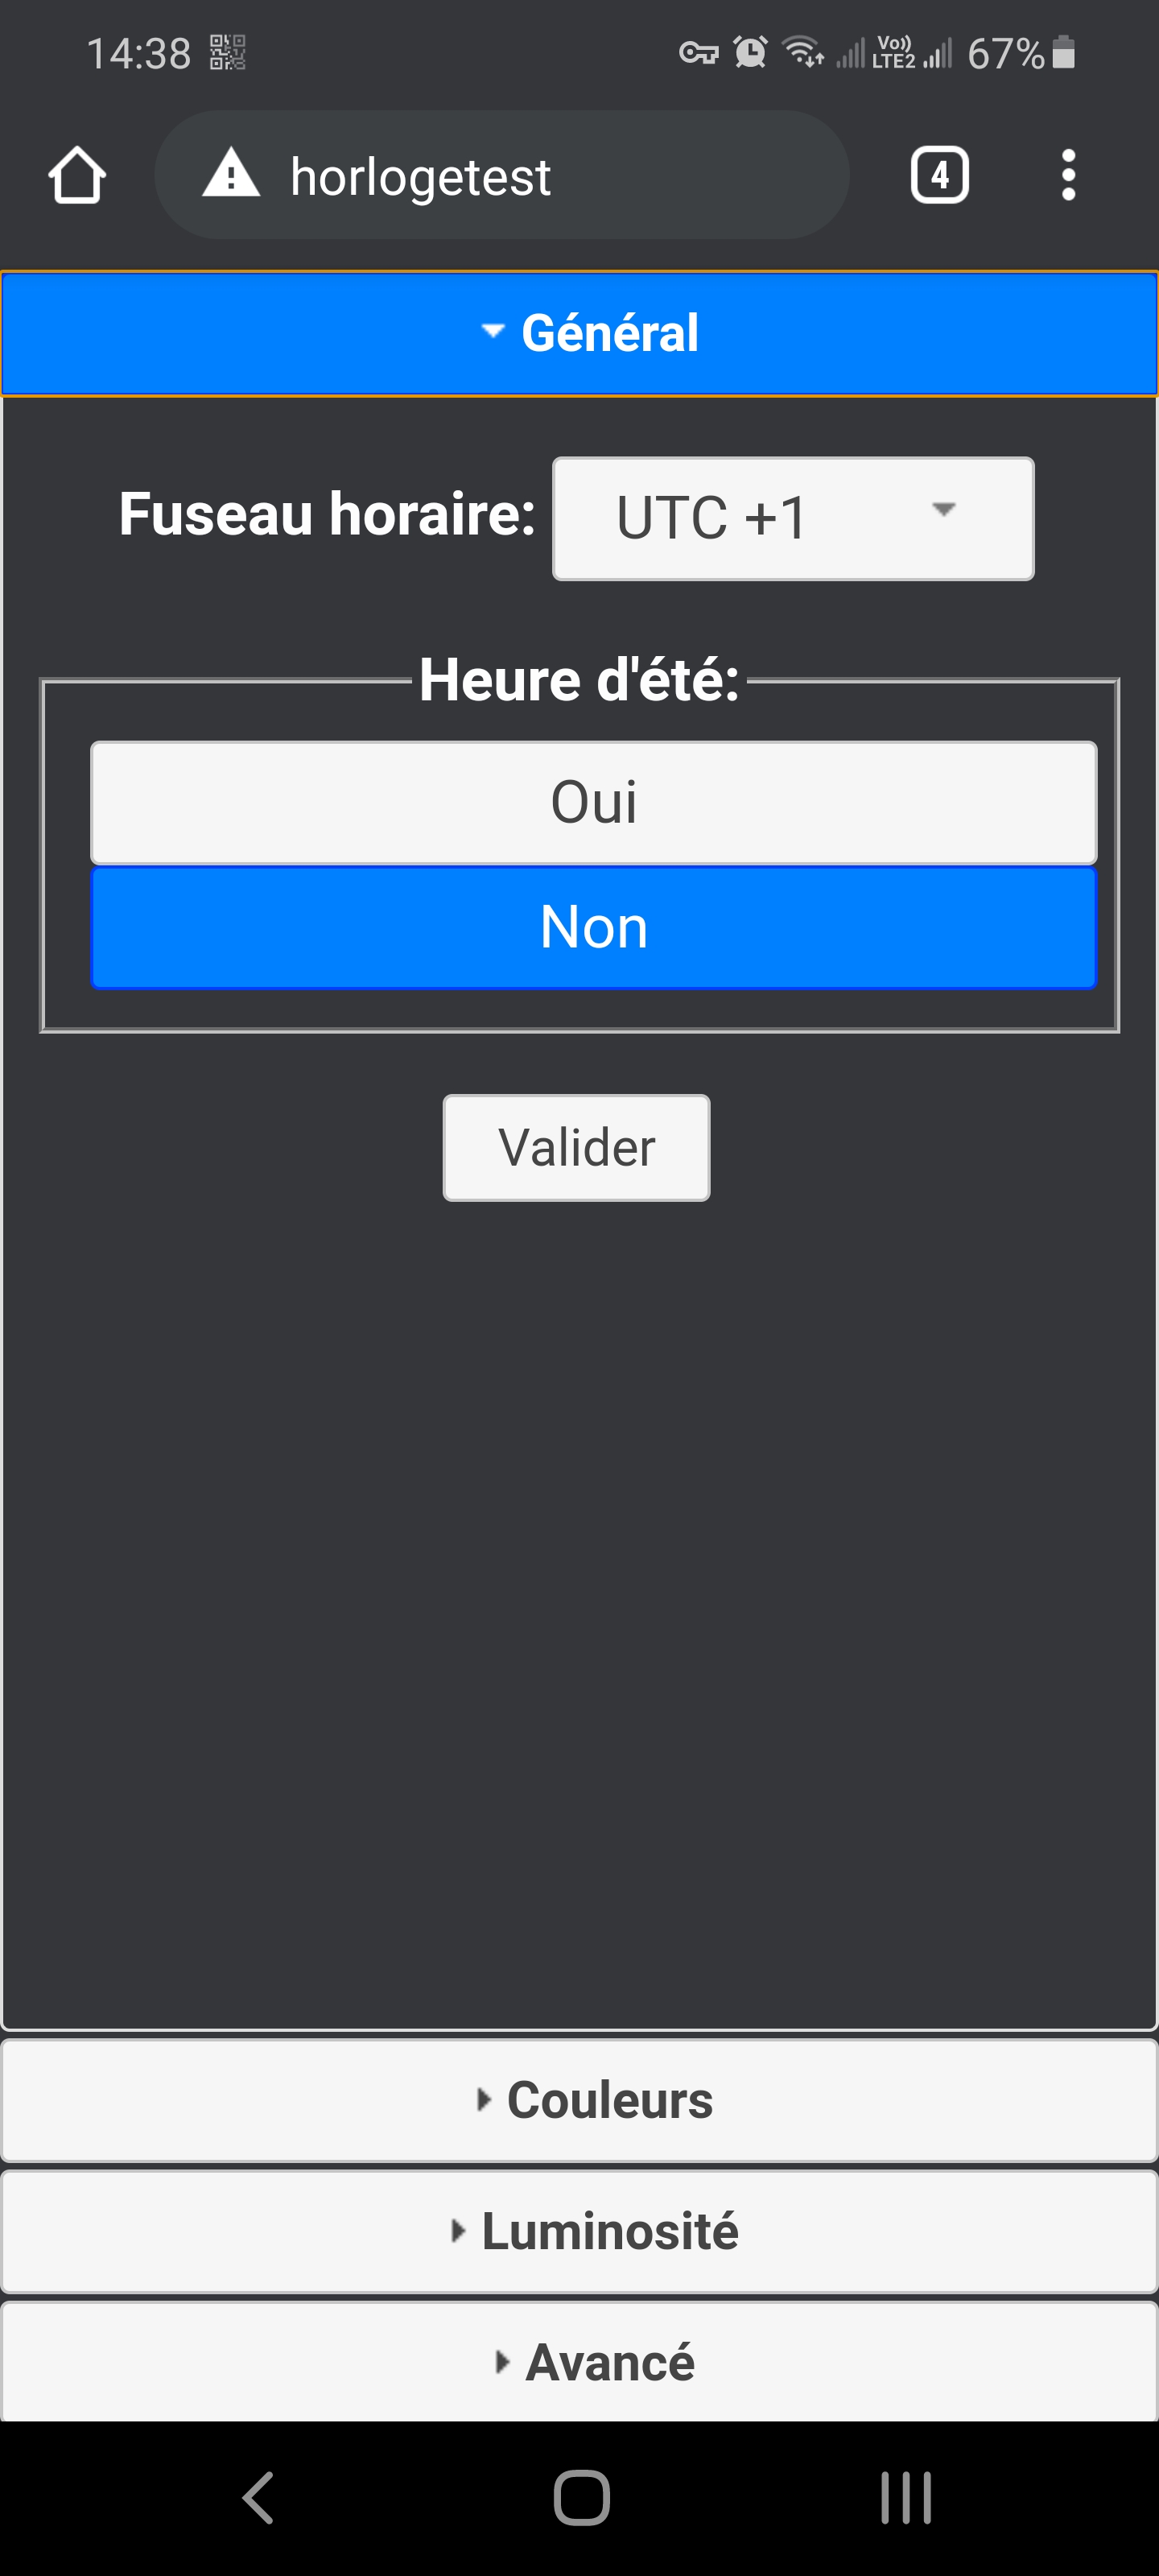 14:38
Vo)) LTE2 67%
horlogetest
4
Général
Fuseau horaire: UTC +1
Heure d'été:
Oui
Non
Valider
Couleurs
Luminosité
Avancé